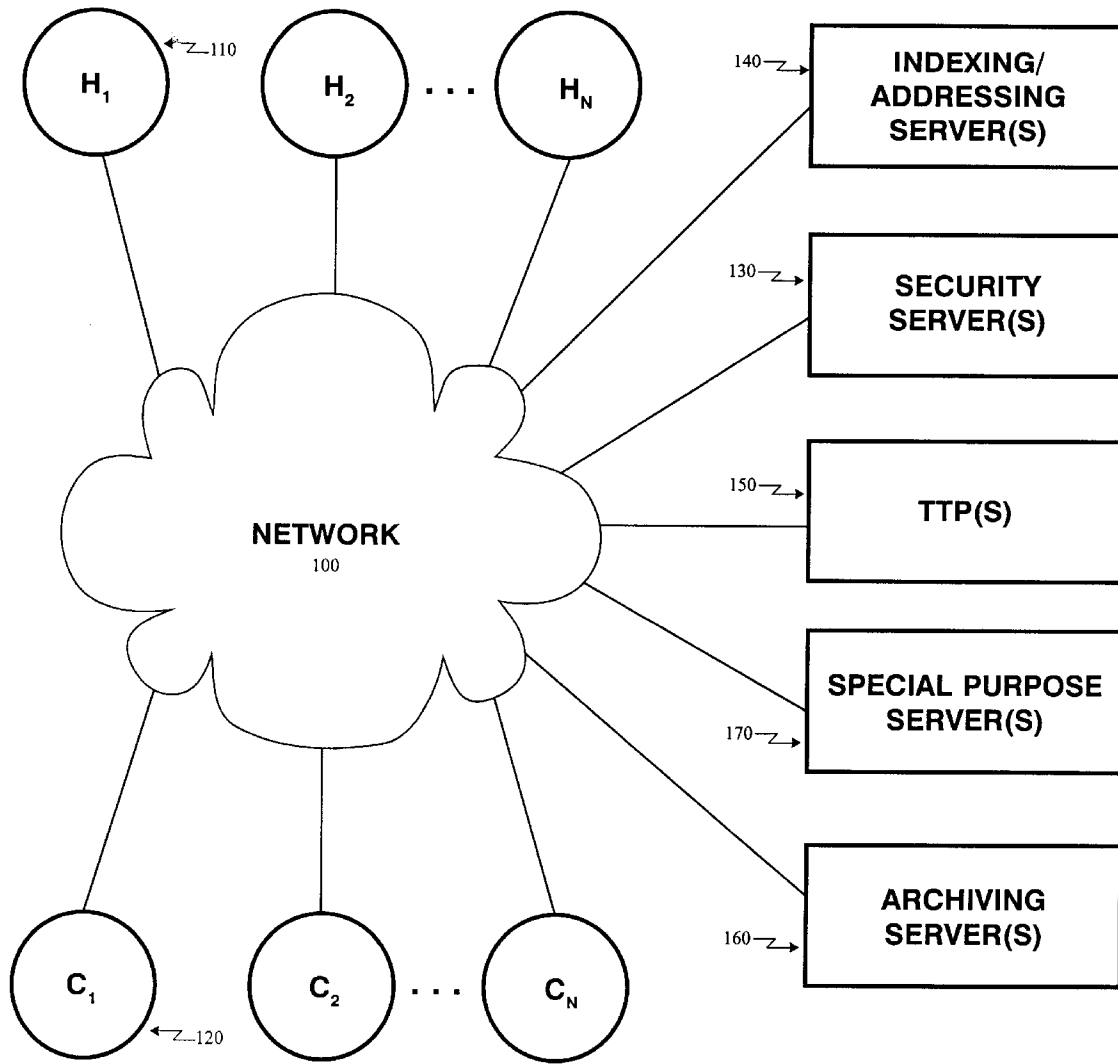 H1 110
H2 . . . HN
140
INDEXING/
ADDRESSING
SERVER(S)
130
SECURITY
SERVER(S)
150
TTP(S)
NETWORK
100
SPECIAL PURPOSE
SERVER(S)
170
ARCHIVING
SERVER(S)
160
C1 120
C2 . . . CN